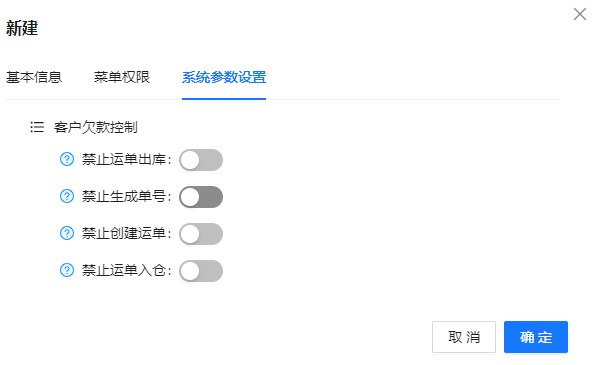 新建
基本信息 菜单权限 系统参数设置
客户欠款控制
禁止运单出库：
禁止生成单号：
禁止创建运单：
禁止运单入仓：
取 消 确 定